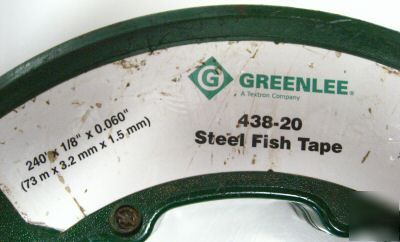 G
GREENLEE®
A Textron Company
438-20
Steel Fish Tape
240' x 1/8" x 0.060"
(73 m x 3.2 mm x 1.5 mm)